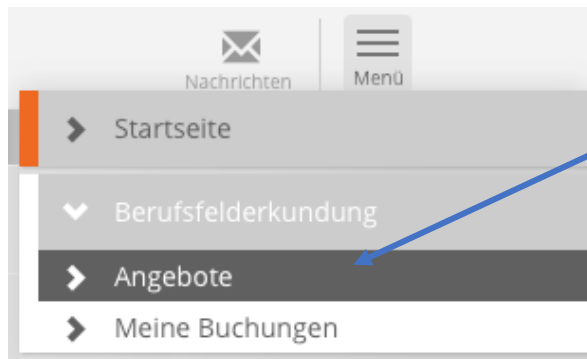 Nachrichten
Menü
Startseite
Berufsfelderkundung
Angebote
Meine Buchungen